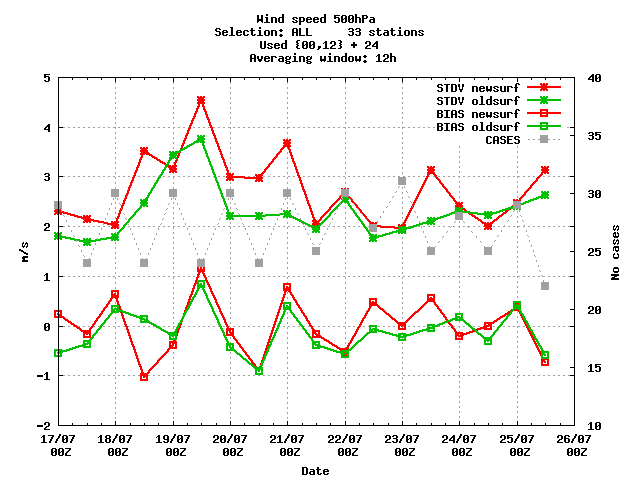 Wind speed 500hPa
Selection: ALL 33 stations
Used {00,12} + 24
Averaging window: 12h
STDV newsurf
STDV oldsurf
BIAS newsurf
BIAS oldsurf
CASES
5
4
3
2
1
0
-1
-2
m/s
40
35
30
25
20
15
10
No cases
17/07 18/07 19/07 20/07 21/07 22/07 23/07 24/07 25/07 26/07
00Z 00Z 00Z 00Z 00Z 00Z 00Z 00Z 00Z 00Z
Date